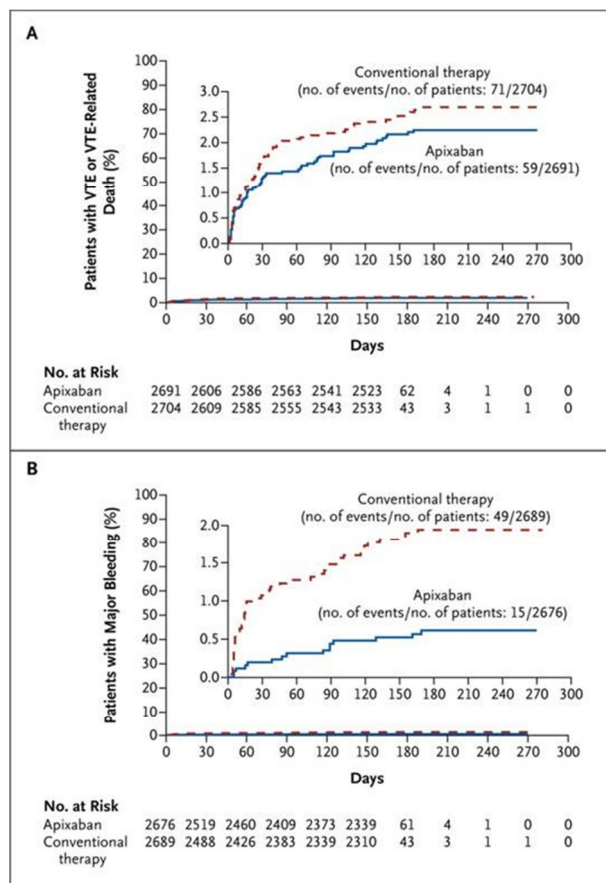 A
Patients with VTE or VTE-Related
Death (%)
100
90
80
70
60
50
40
30
20
10
0
3.0
2.5
2.0
1.5
1.0
0.5
0.0
Conventional therapy
(no. of events/no. of patients: 71/2704)
Apixaban
(no. of events/no. of patients: 59/2691)
0 30 60 90 120 150 180 210 240 270 300
0 30 60 90 120 150 180 210 240 270 300
Days
No. at Risk
Apixaban 2691 2606 2586 2563 2541 2523 62 4 1 0 0
Conventional 2704 2609 2585 2555 2543 2533 43 3 1 1 0
therapy
B
Patients with Major Bleeding (%)
100
90
80
70
60
50
40
30
20
10
0
2.0
1.5
1.0
0.5
0.0
Conventional therapy
(no. of events/no. of patients: 49/2689)
Apixaban
(no. of events/no. of patients: 15/2676)
0 30 60 90 120 150 180 210 240 270 300
0 30 60 90 120 150 180 210 240 270 300
Days
No. at Risk
Apixaban 2676 2519 2460 2409 2373 2339 61 4 1 0 0
Conventional 2689 2488 2426 2383 2339 2310 43 3 1 1 0
therapy